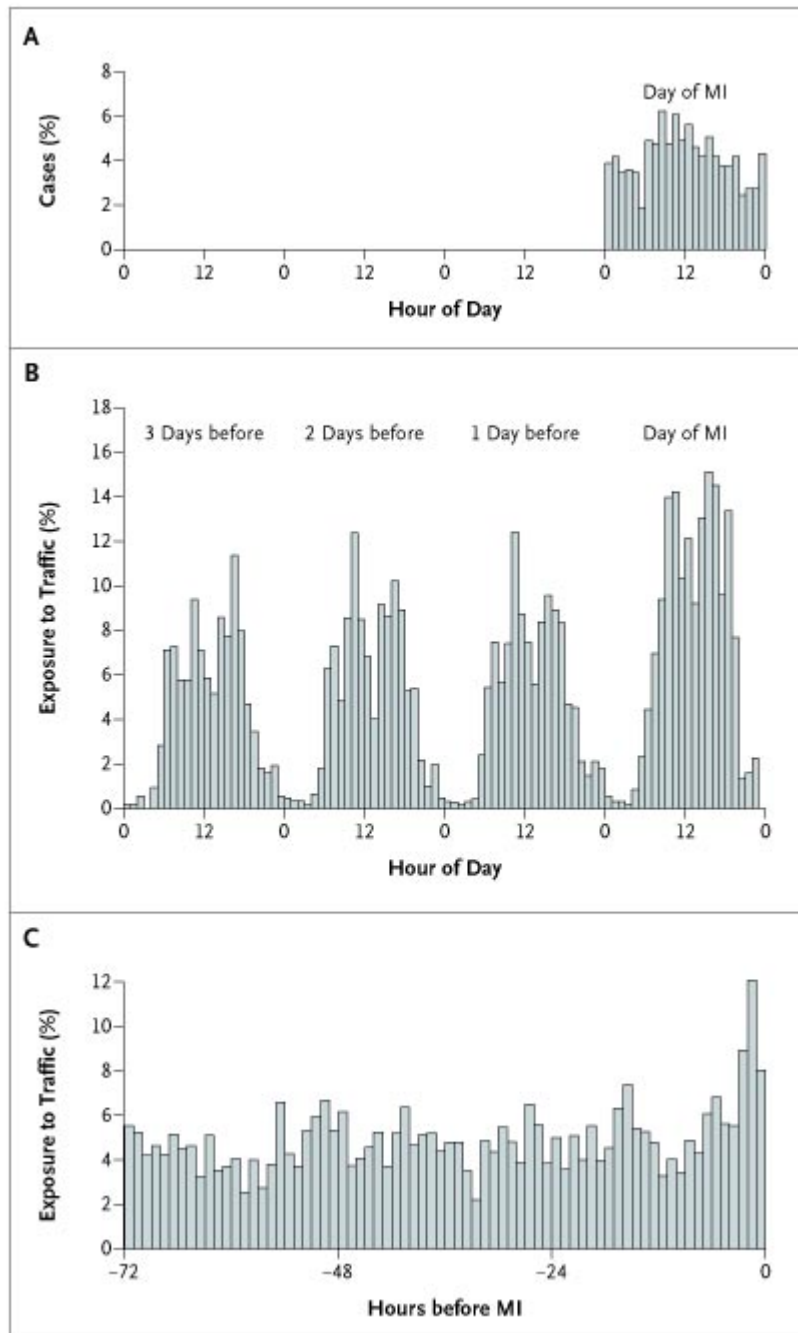 A
Cases (%)
8
6
4
2
0
Day of MI
0 12 0 12 0 12 0 12 0
Hour of Day
B
Exposure to Traffic (%)
18
16
14
12
10
8
6
4
2
0
3 Days before 2 Days before 1 Day before Day of MI
0 12 0 12 0 12 0 12 0
Hour of Day
C
Exposure to Traffic (%)
12
10
8
6
4
2
0
−72 −48 −24 0
Hours before MI